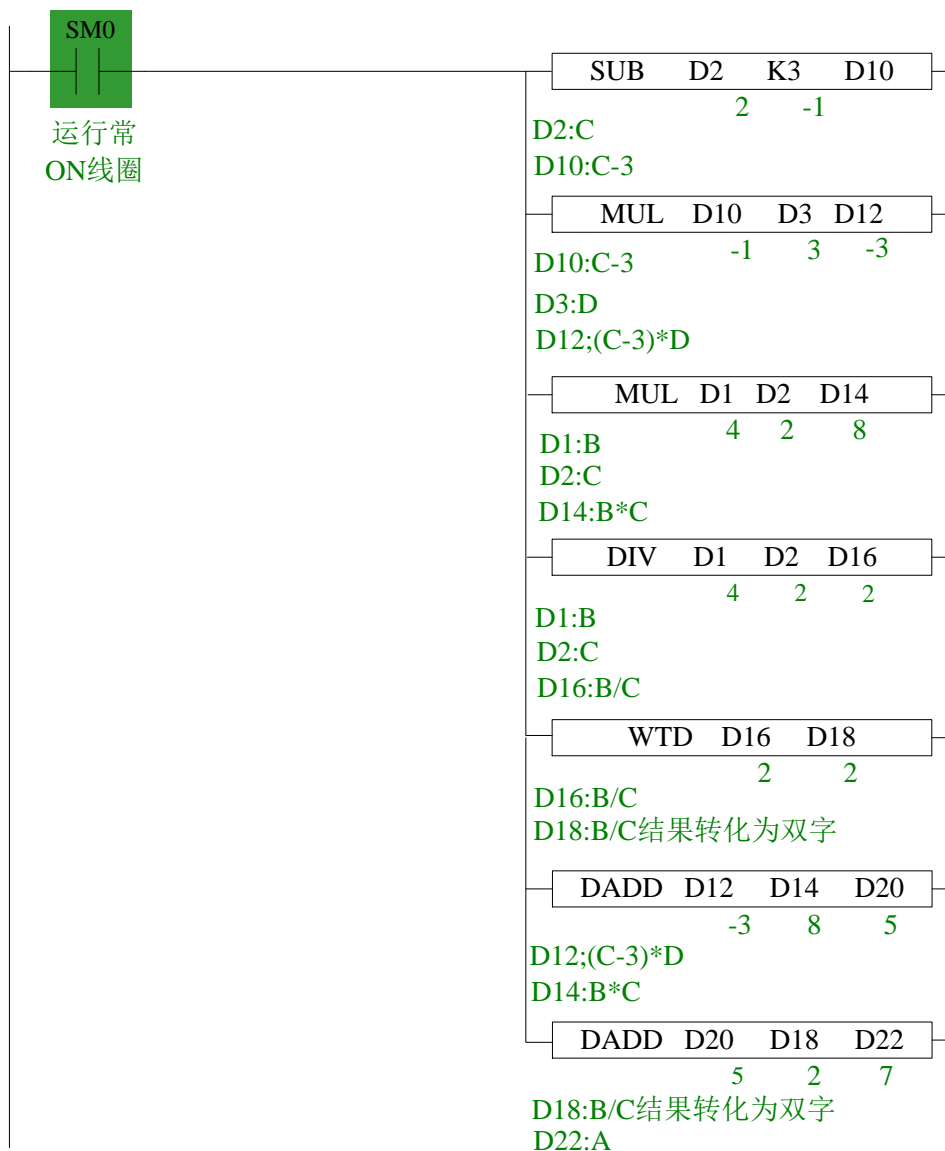 SM0
运行常
ON线圈
SUB D2 K3 D10
2 -1
D2:C
D10:C-3
MUL D10 D3 D12
-1 3 -3
D10:C-3
D3:D
D12;(C-3)*D
MUL D1 D2 D14
4 2 8
D1:B
D2:C
D14:B*C
DIV D1 D2 D16
4 2 2
D1:B
D2:C
D16:B/C
WTD D16 D18
2 2
D16:B/C
D18:B/C结果转化为双字
DADD D12 D14 D20
-3 8 5
D12;(C-3)*D
D14:B*C
DADD D20 D18 D22
5 2 7
D18:B/C结果转化为双字
D22:A